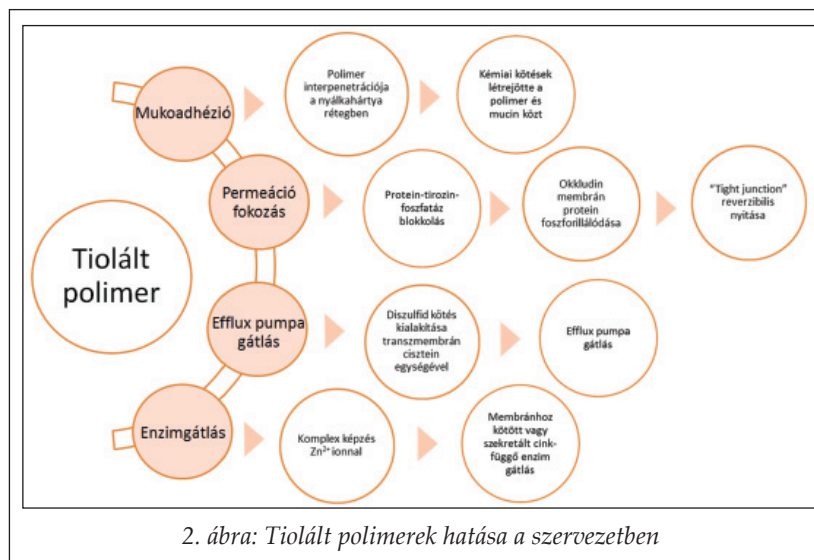 Tiolált
polimer
Mukoadhézió
Polimer
interpenetrációja
a nyálkahártya
rétegben
Kémiai kötések
létrejötte a
polimer és
mucin közt
Permeáció
fokozás
Protein-tirozin-
foszfatáz
blokkolás
Okkludin
membrán
protein
foszforillálódása
"Tight junction"
reverzibilis
nyitása
Efflux pumpa
gátlás
Diszulfid kötés
kialakítása
transzmembrán
cisztein
egységével
Efflux pumpa
gátlás
Enzimgátlás
Komplex képzés
Zn²⁺ ionnal
Membránhoz
kötött vagy
szekretált cink-
függő enzim
gátlás
2. ábra: Tiolált polimerek hatása a szervezetben